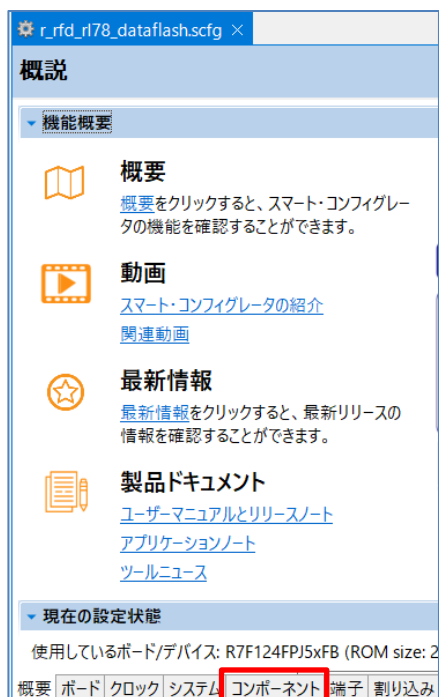 r_rfd_rl78_dataflash.scfg ×
概説
機能概要
概要
概要をクリックすると、スマート・コンフィグレー
タの機能を確認することができます。
動画
スマート・コンフィグレータの紹介
関連動画
最新情報
最新情報をクリックすると、最新リリースの
情報を確認することができます。
製品ドキュメント
ユーザーマニュアルとリリースノート
アプリケーションノート
ツールニュース
現在の設定状態
使用しているボード/デバイス: R7F124FPJ5xFB (ROM size: 2
概要 ボード クロック システム コンポーネント 端子 割り込み